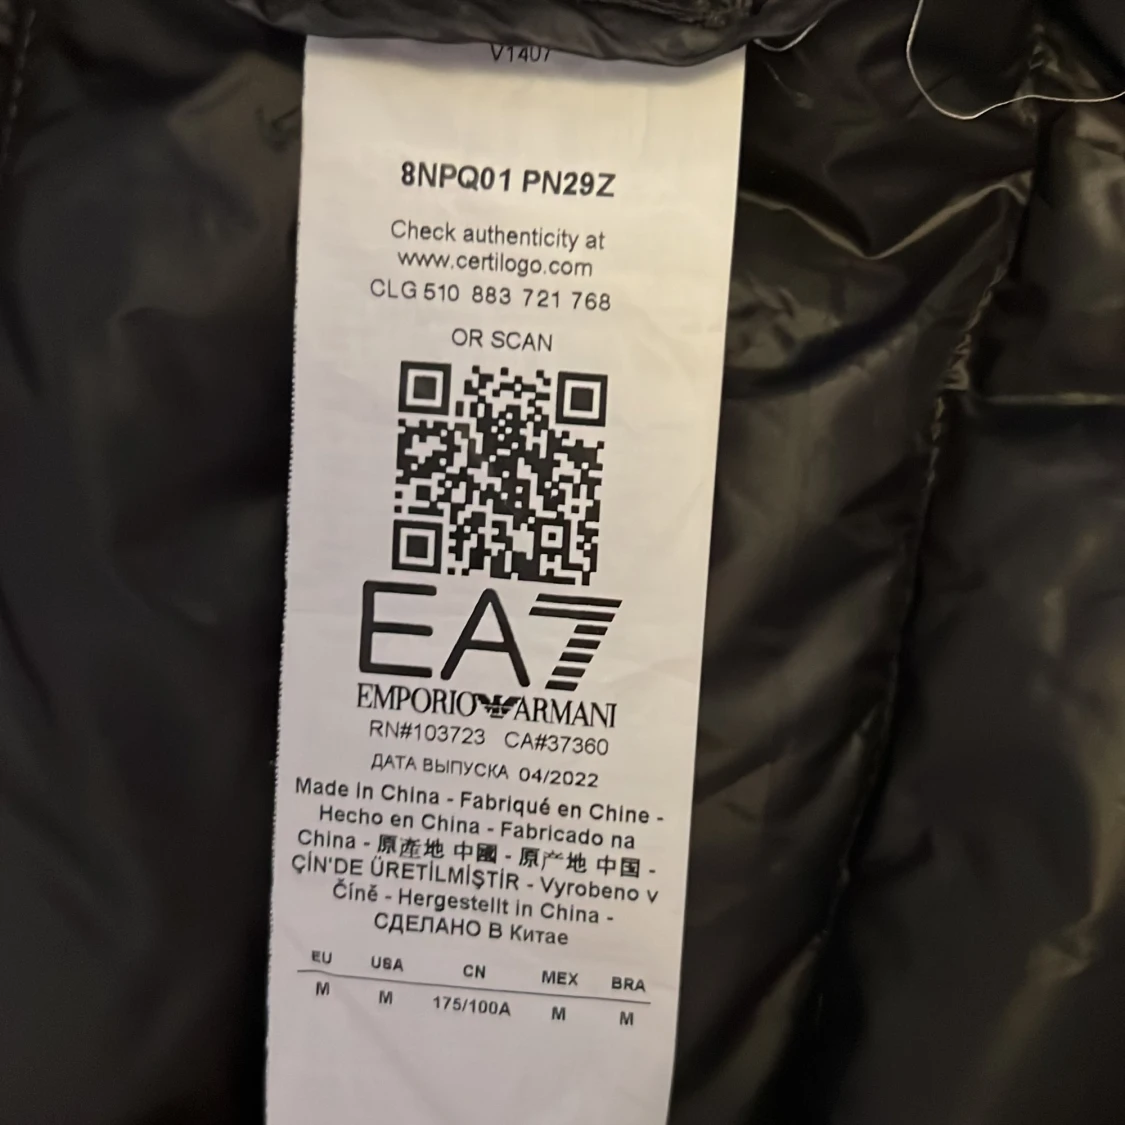 V1407
8NPQ01 PN29Z
Check authenticity at
www.certilogo.com
CLG 510 883 721 768
OR SCAN
EA7
EMPORIO ARMANI
RN#103723 CA#37360
ДАТА ВЫПУСКА 04/2022
Made in China - Fabriqué en Chine -
Hecho en China - Fabricado na
China - 原產地 中國 - 原产地 中国 -
ÇİN'DE ÜRETİLMİŞTİR - Vyrobeno v
Číně - Hergestellt in China -
СДЕЛАНО В Китае
EU USA CN MEX BRA
M M 175/100A M M